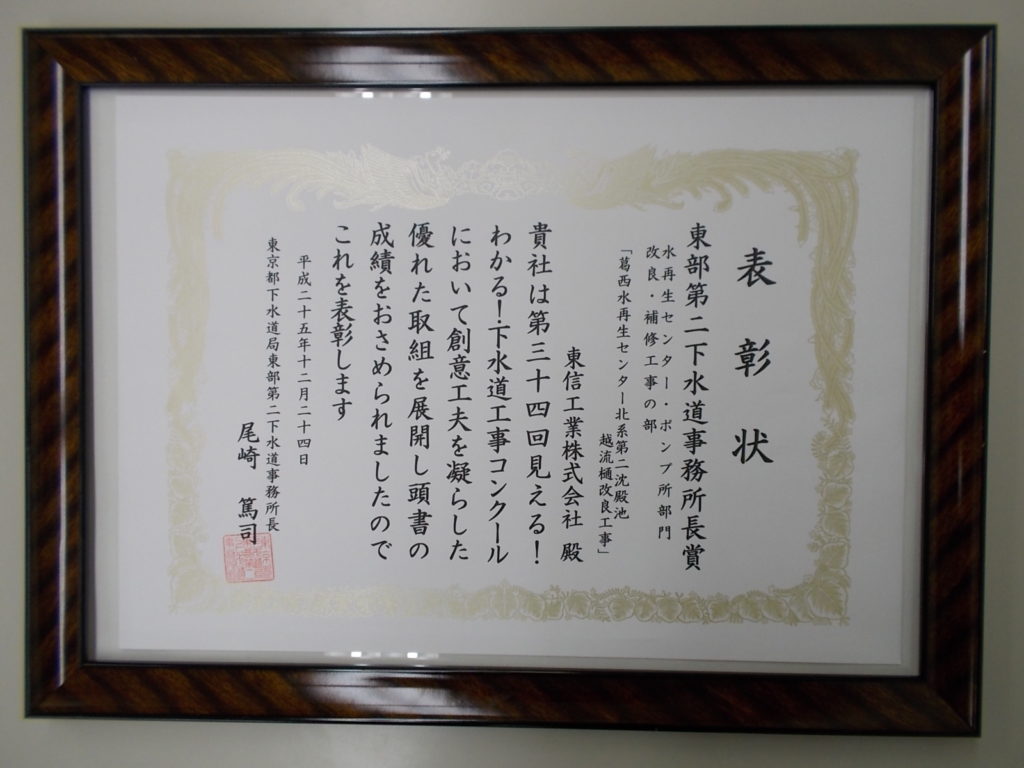 表彰状
東部第二下水道事務所長賞
水再生センター・ポンプ所部門
改良・補修工事の部
「葛西水再生センター北系第二沈殿池
越流樋改良工事」
東信工業株式会社 殿
貴社は第三十四回見える!
わかる!下水道工事コンクール
において創意工夫を凝らした
優れた取組を展開し頭書の
成績をおさめられましたので
これを表彰します
平成二十五年十二月二十四日
東京都下水道局東部第二下水道事務所長
尾崎 篤司